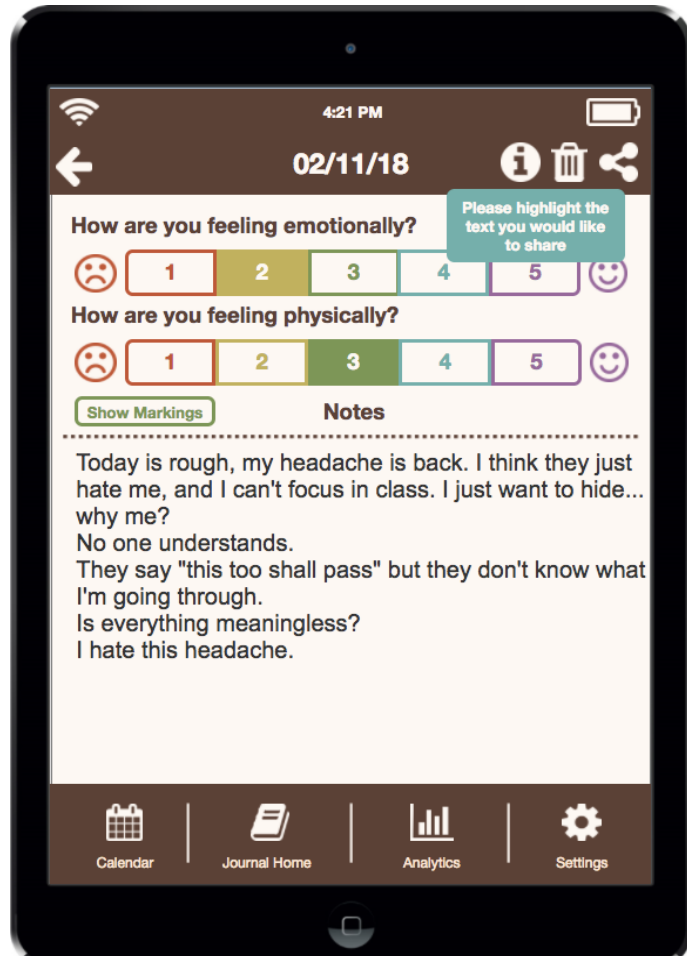 4:21 PM
02/11/18
Please highlight the
text you would like
to share
How are you feeling emotionally?
1 2 3 4 5
How are you feeling physically?
1 2 3 4 5
Show Markings Notes
Today is rough, my headache is back. I think they just
hate me, and I can't focus in class. I just want to hide...
why me?
No one understands.
They say "this too shall pass" but they don't know what
I'm going through.
Is everything meaningless?
I hate this headache.
Calendar Journal Home Analytics Settings